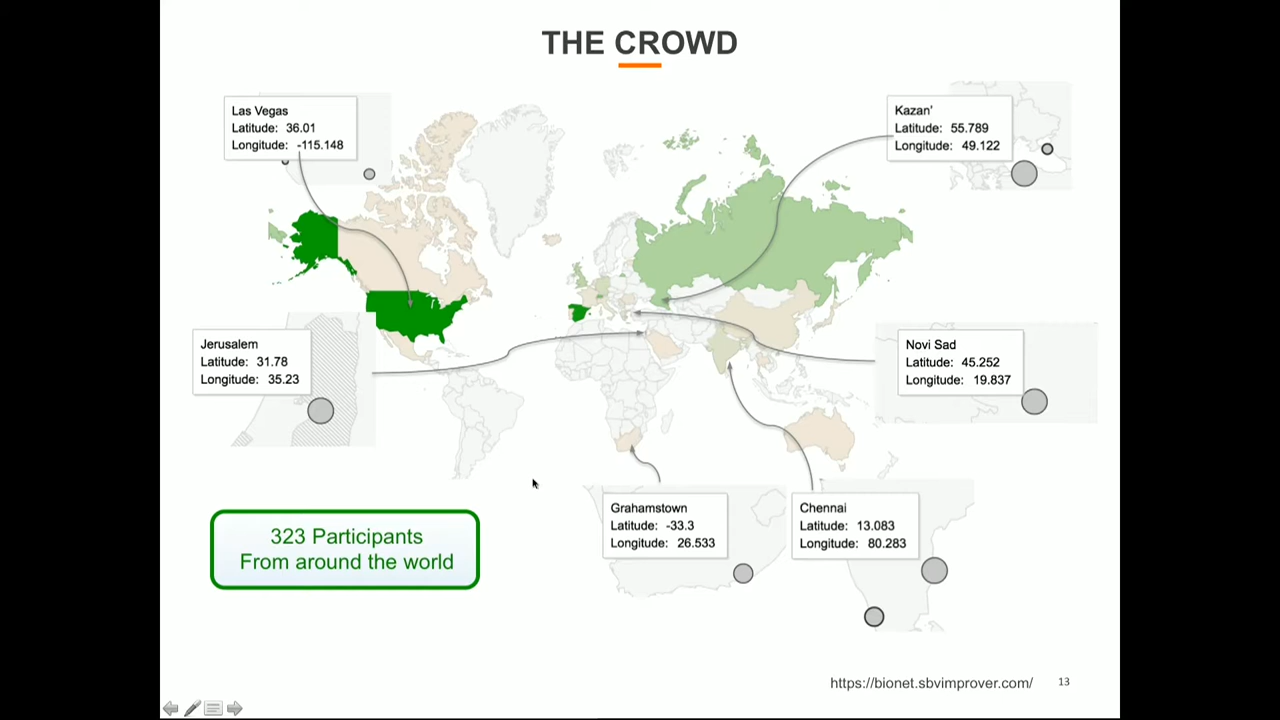 THE CROWD
Las Vegas
Latitude: 36.01
Longitude: -115.148
Kazan'
Latitude: 55.789
Longitude: 49.122
Jerusalem
Latitude: 31.78
Longitude: 35.23
Novi Sad
Latitude: 45.252
Longitude: 19.837
Grahamstown
Latitude: -33.3
Longitude: 26.533
Chennai
Latitude: 13.083
Longitude: 80.283
323 Participants
From around the world
https://bionet.sbvimprover.com/
13